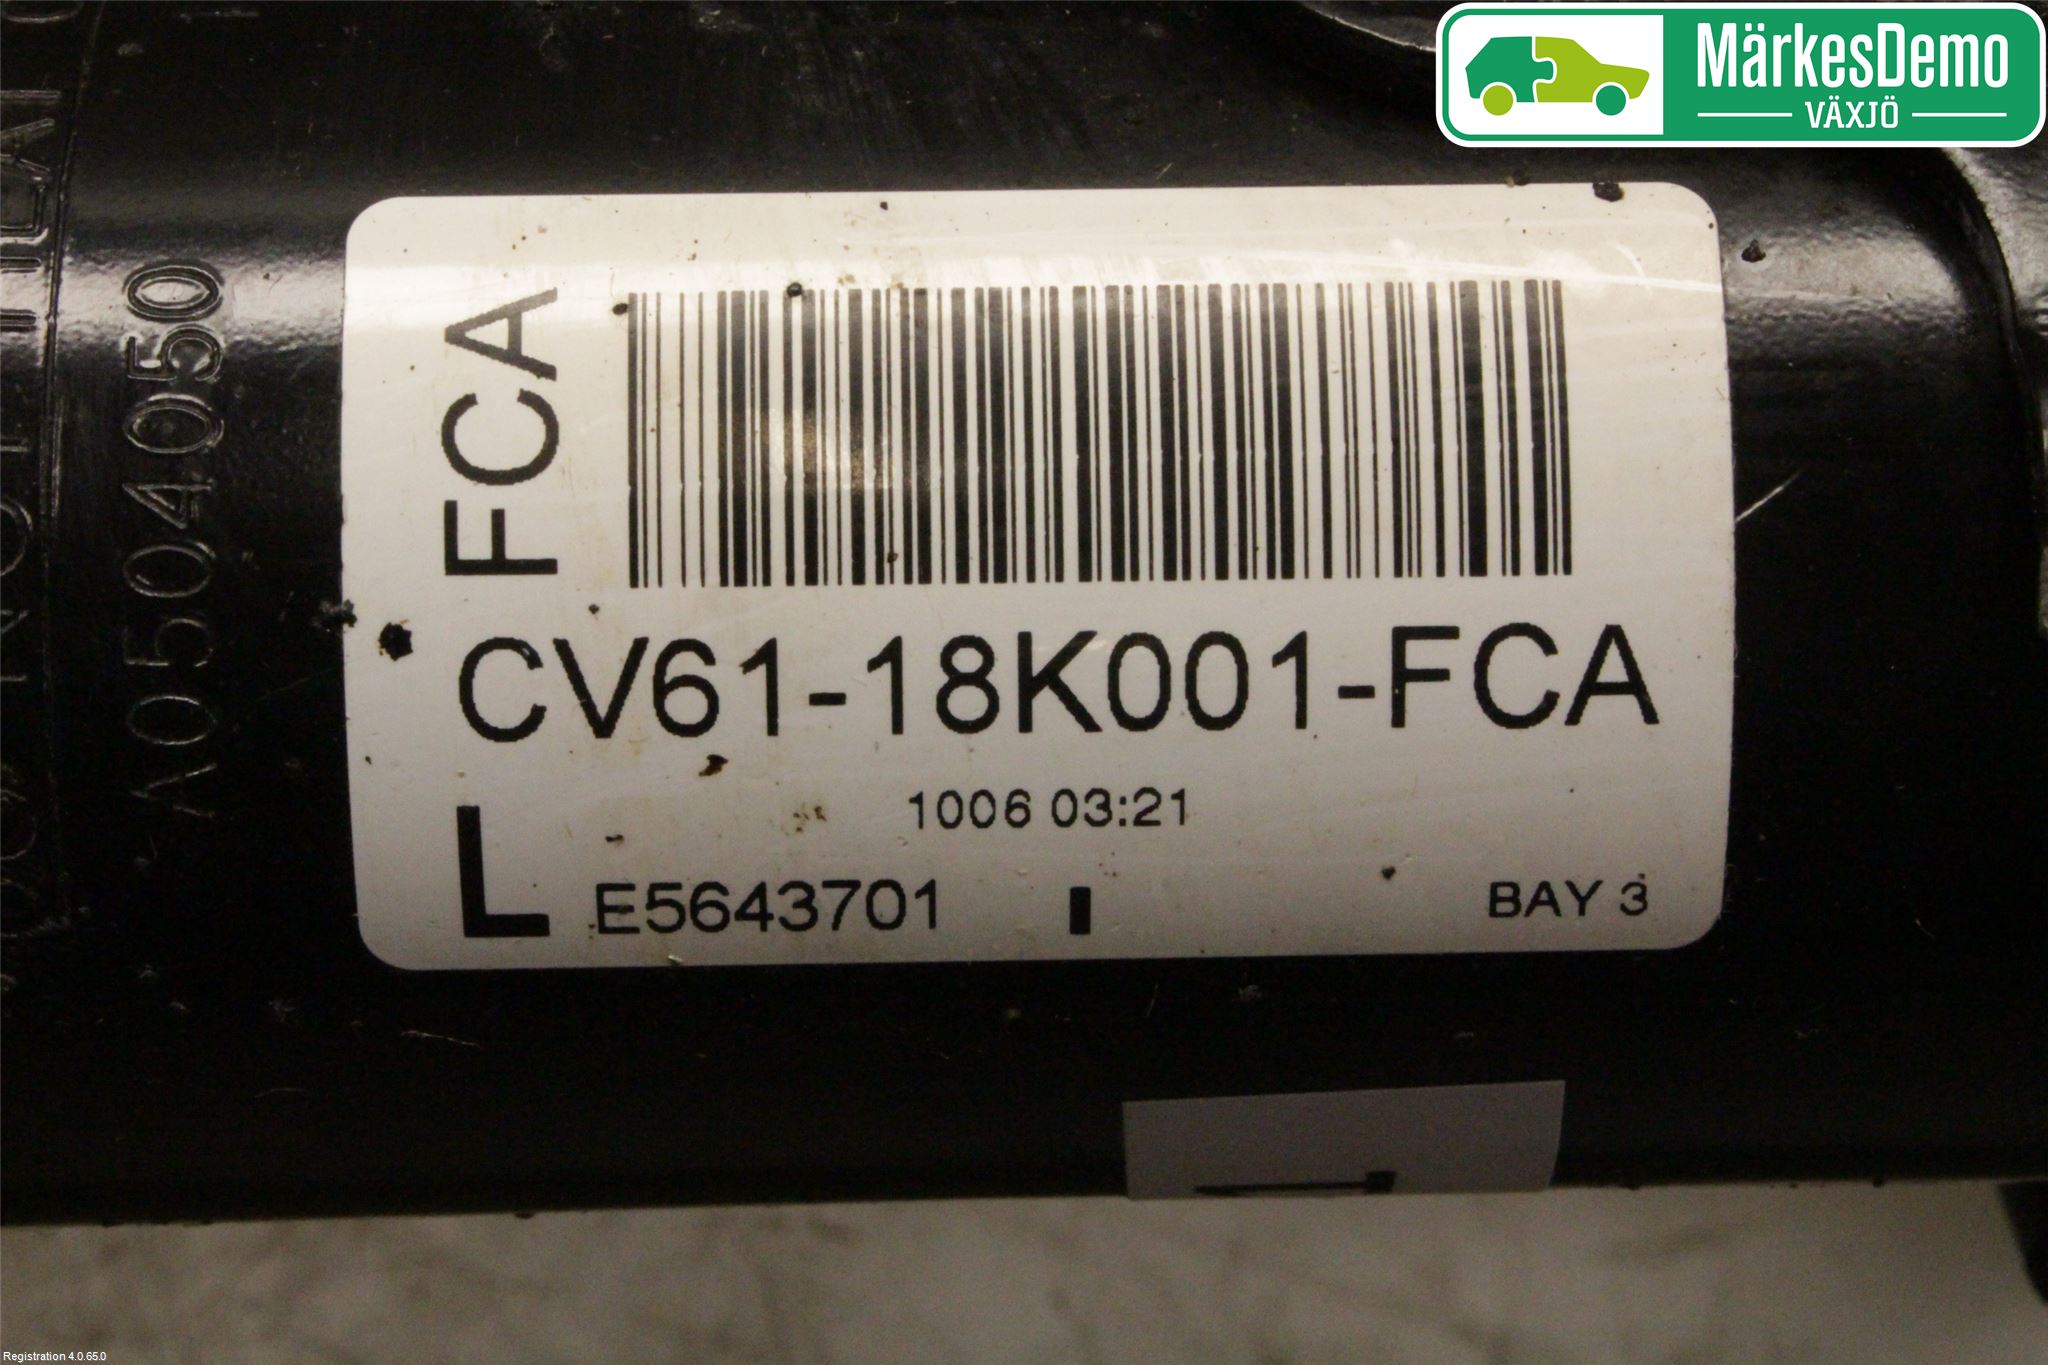 MärkesDemo
VÄXJÖ
A0504050
FCA
CV61-18K001-FCA
1006 03:21
L E5643701 BAY 3
Registration 4.0.65.0